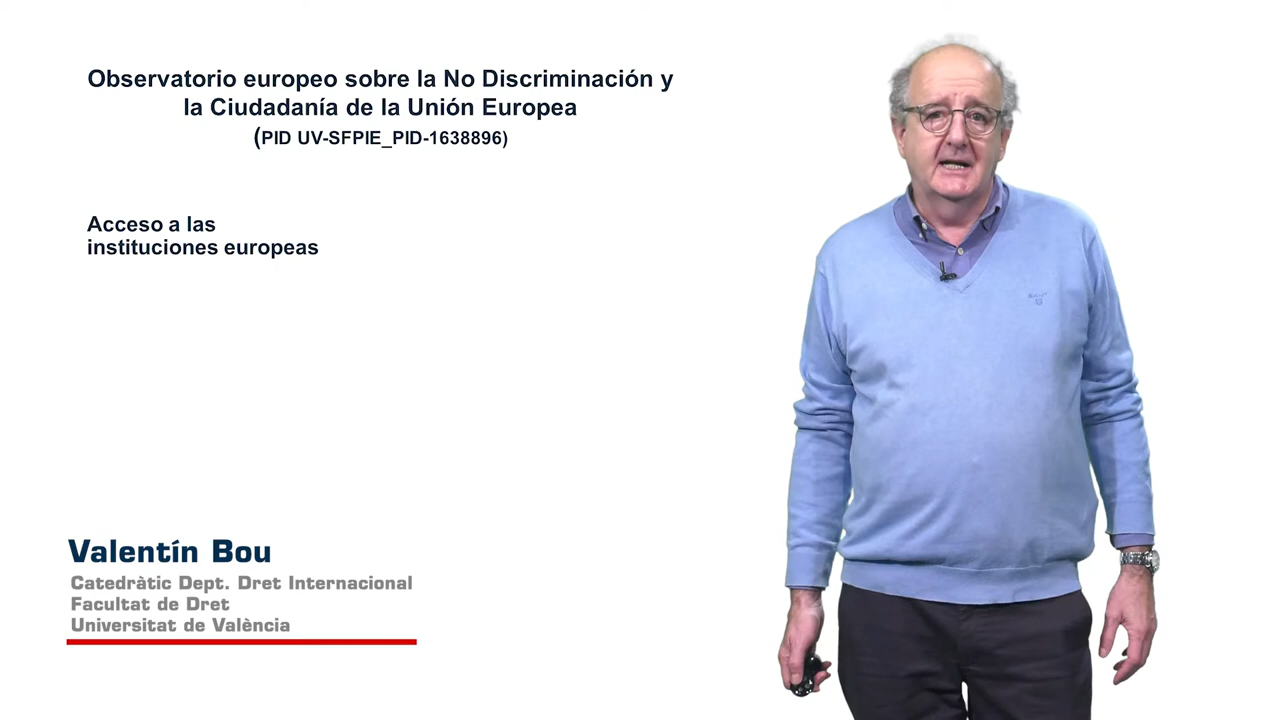 Observatorio europeo sobre la No Discriminación y
la Ciudadanía de la Unión Europea
(PID UV-SFPIE_PID-1638896)
Acceso a las
instituciones europeas
Valentín Bou
Catedràtic Dept. Dret Internacional
Facultat de Dret
Universitat de València